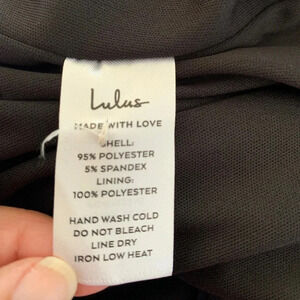 Lulus
MADE WITH LOVE
SHELL:
95% POLYESTER
5% SPANDEX
LINING:
100% POLYESTER
HAND WASH COLD
DO NOT BLEACH
LINE DRY
IRON LOW HEAT